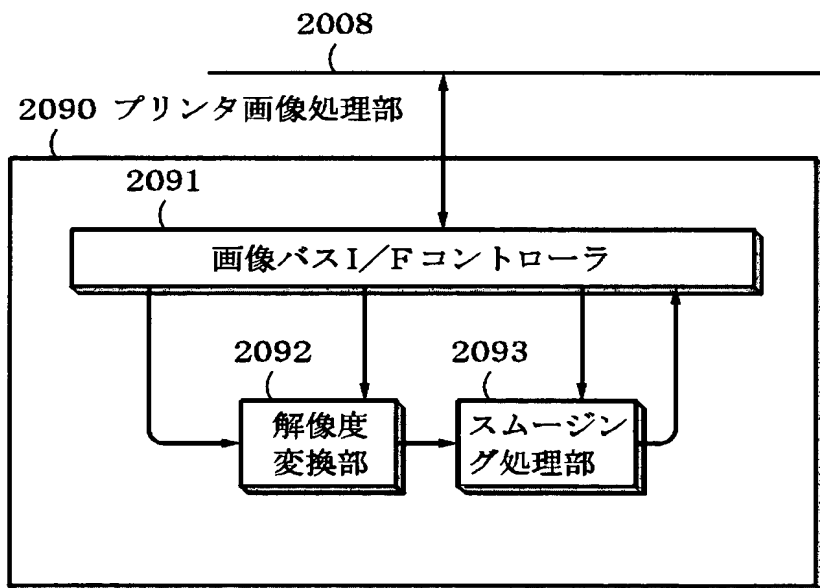 2008
2090 プリンタ画像処理部
2091
画像バスI／Fコントローラ
2092
解像度
変換部
2093
スムージン
グ処理部